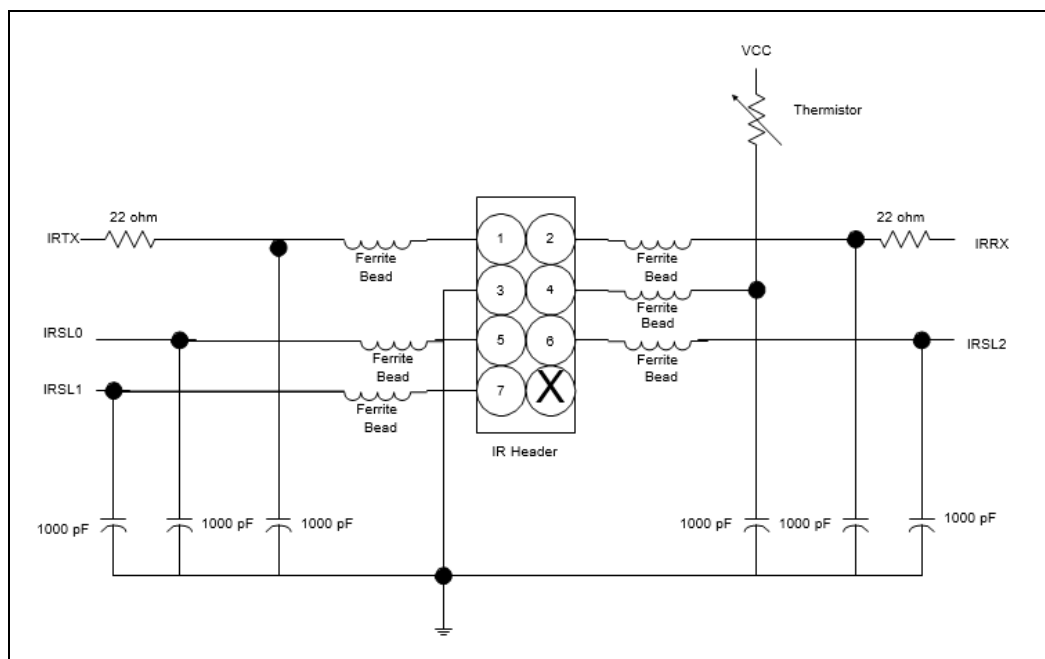 VCC
Thermistor
22 ohm
22 ohm
IRTX
1
2
IRRX
Ferrite
Bead
Ferrite
Bead
3
4
Ferrite
Bead
IRSL0
5
6
IRSL2
Ferrite
Bead
Ferrite
Bead
IRSL1
7
X
Ferrite
Bead
IR Header
1000 pF
1000 pF
1000 pF
1000 pF
1000 pF
1000 pF